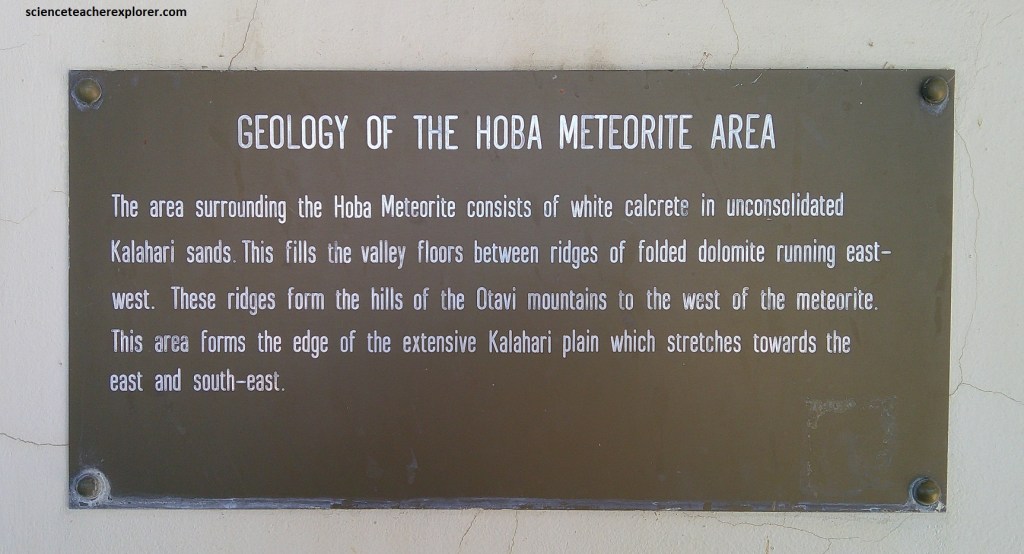 scienceteacherexplorer.com
GEOLOGY OF THE HOBA METEORITE AREA
The area surrounding the Hoba Meteorite consists of white calcrete in unconsolidated
Kalahari sands. This fills the valley floors between ridges of folded dolomite running east-
west. These ridges form the hills of the Otavi mountains to the west of the meteorite.
This area forms the edge of the extensive Kalahari plain which stretches towards the
east and south-east.